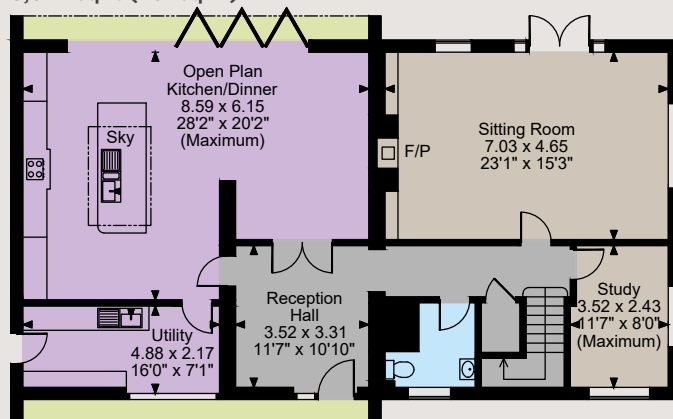 Open Plan
Kitchen/Dinner
8.59 x 6.15
28'2" x 20'2"
(Maximum)
Sky
F/P
Sitting Room
7.03 x 4.65
23'1" x 15'3"
Reception
Hall
3.52 x 3.31
11'7" x 10'10"
Study
3.52 x 2.43
11'7" x 8'0"
(Maximum)
Utility
4.88 x 2.17
16'0" x 7'1"